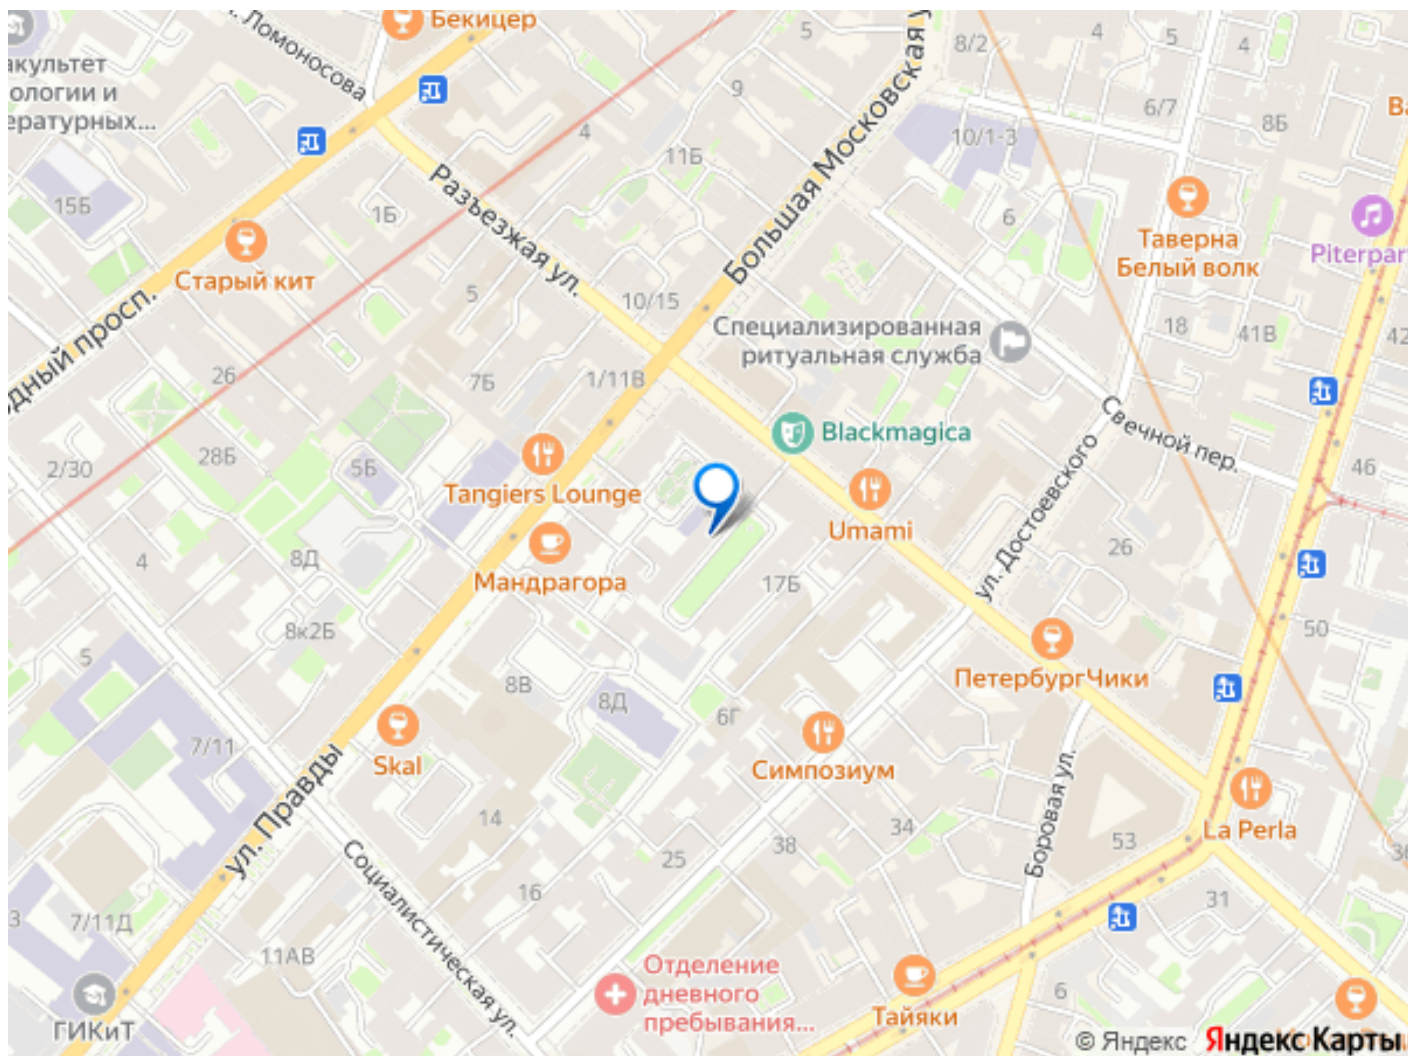 Бекицер
Ломоносова
акультет
ологии и
ературных...
15Б
1Б
4
9
5
11Б
Большая Московская у
8/2
4
5
4
6/7
8Б
10/1-3
6
Таверна
Белый волк
Piterpar
Разъезжая ул.
Старый кит
5
10/15
Специализированная
ритуальная служба
18
41В
42
одный просп.
26
7Б
1/11В
Blackmagica
Свечной пер.
46
2/30
28Б
5Б
Tangiers Lounge
Umami
ул. Достоевского
26
4
8Д
Мандрагора
17Б
8к2Б
5
50
ПетербургЧики
8В
8Д
6Г
7/11
Skal
Симпозиум
ул. Правды
14
Боровая ул.
La Perla
34
53
38
25
36
Социалистическая ул.
16
31
3
7/11Д
11АВ
Отделение
дневного
пребывания...
6
Тайяки
ГИКиТ
© Яндекс
Яндекс Карты